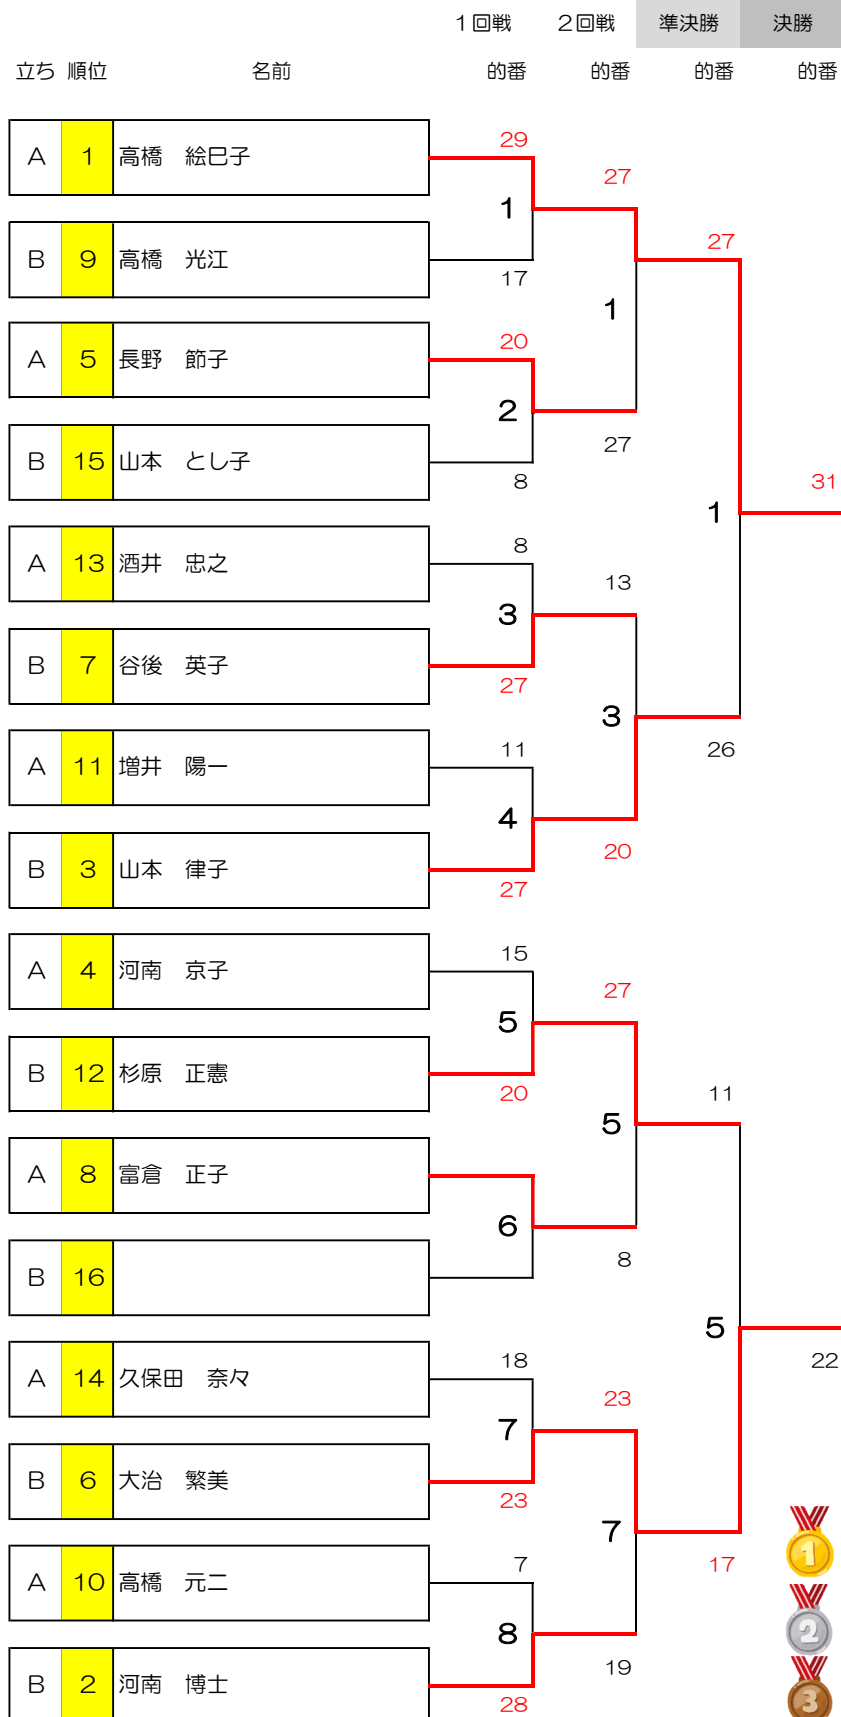 １回戦 ２回戦 準決勝 決勝
立ち 順位 名前 的番 的番 的番 的番
29
A 1 高橋　絵巳子
27
1
27
B 9 高橋　光江
17
1
20
A 5 長野　節子
2
27
B 15 山本　とし子
8
31
1
8
A 13 酒井　忠之
13
3
B 7 谷後　英子
27
3
11
26
A 11 増井　陽一
4
20
B 3 山本　律子
27
15
A 4 河南　京子
27
5
B 12 杉原　正憲
20
11
5
A 8 富倉　正子
6
8
B 16
5
18
22
A 14 久保田　奈々
23
7
B 6 大治　繁美
23
7
1
7
17
A 10 高橋　元二
8
2
19
B 2 河南　博士
3
28